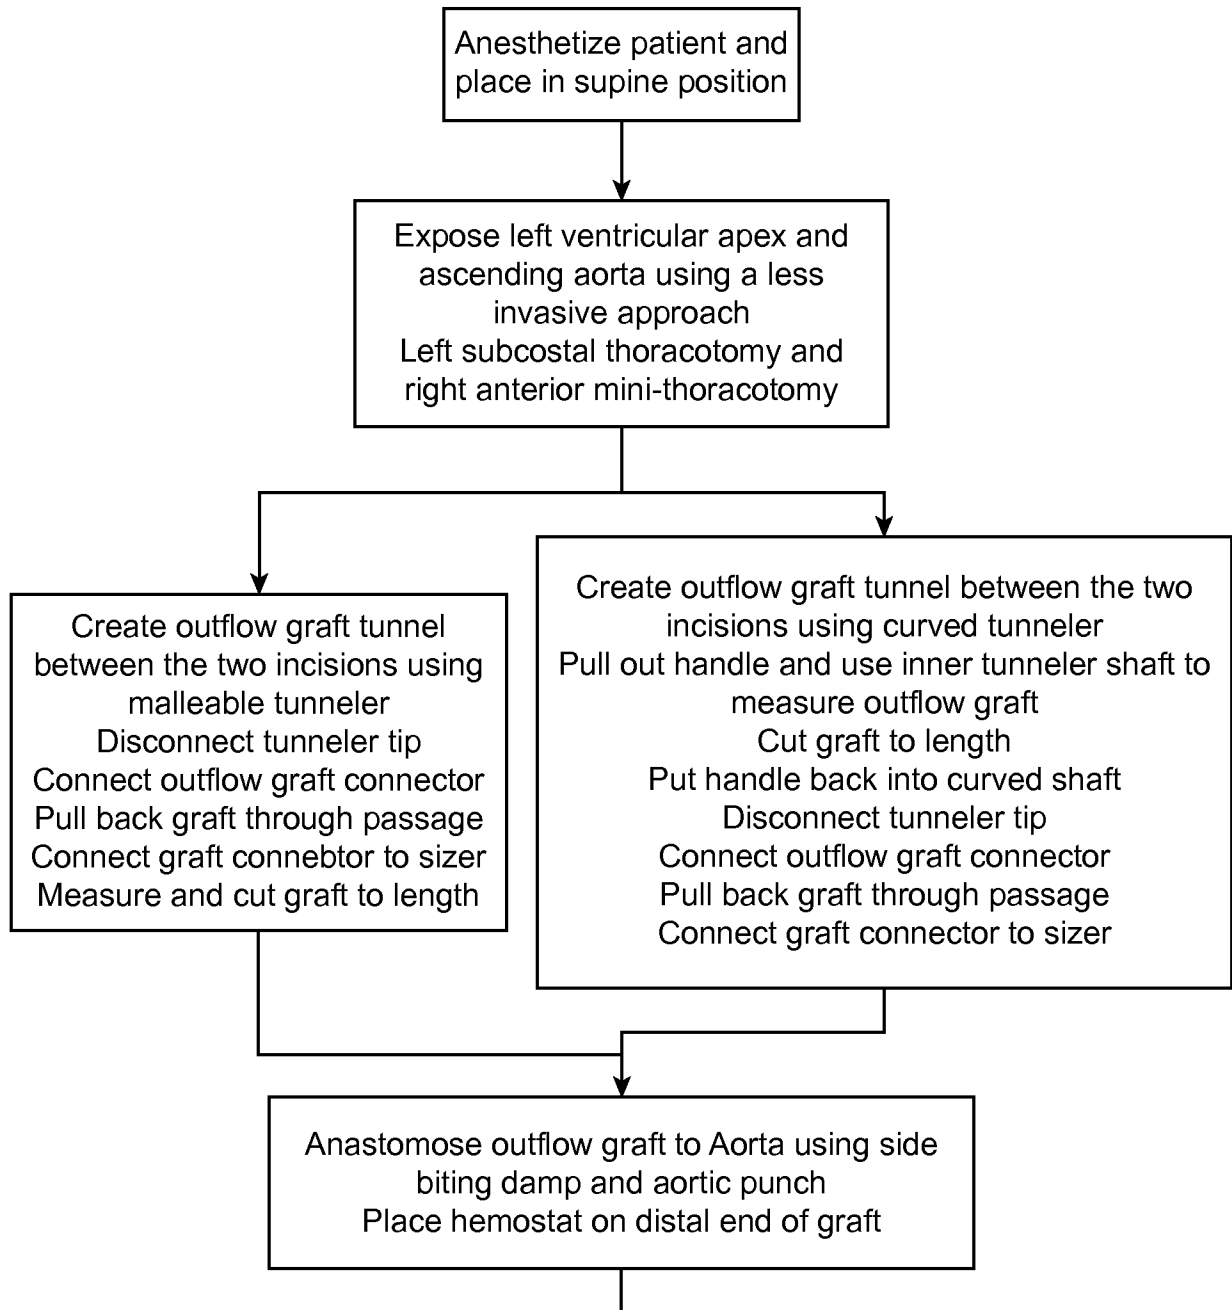 Anesthetize patient and
place in supine position
Expose left ventricular apex and
ascending aorta using a less
invasive approach
Left subcostal thoracotomy and
right anterior mini-thoracotomy
Create outflow graft tunnel
between the two incisions using
malleable tunneler
Disconnect tunneler tip
Connect outflow graft connector
Pull back graft through passage
Connect graft connebtor to sizer
Measure and cut graft to length
Create outflow graft tunnel between the two
incisions using curved tunneler
Pull out handle and use inner tunneler shaft to
measure outflow graft
Cut graft to length
Put handle back into curved shaft
Disconnect tunneler tip
Connect outflow graft connector
Pull back graft through passage
Connect graft connector to sizer
Anastomose outflow graft to Aorta using side
biting damp and aortic punch
Place hemostat on distal end of graft